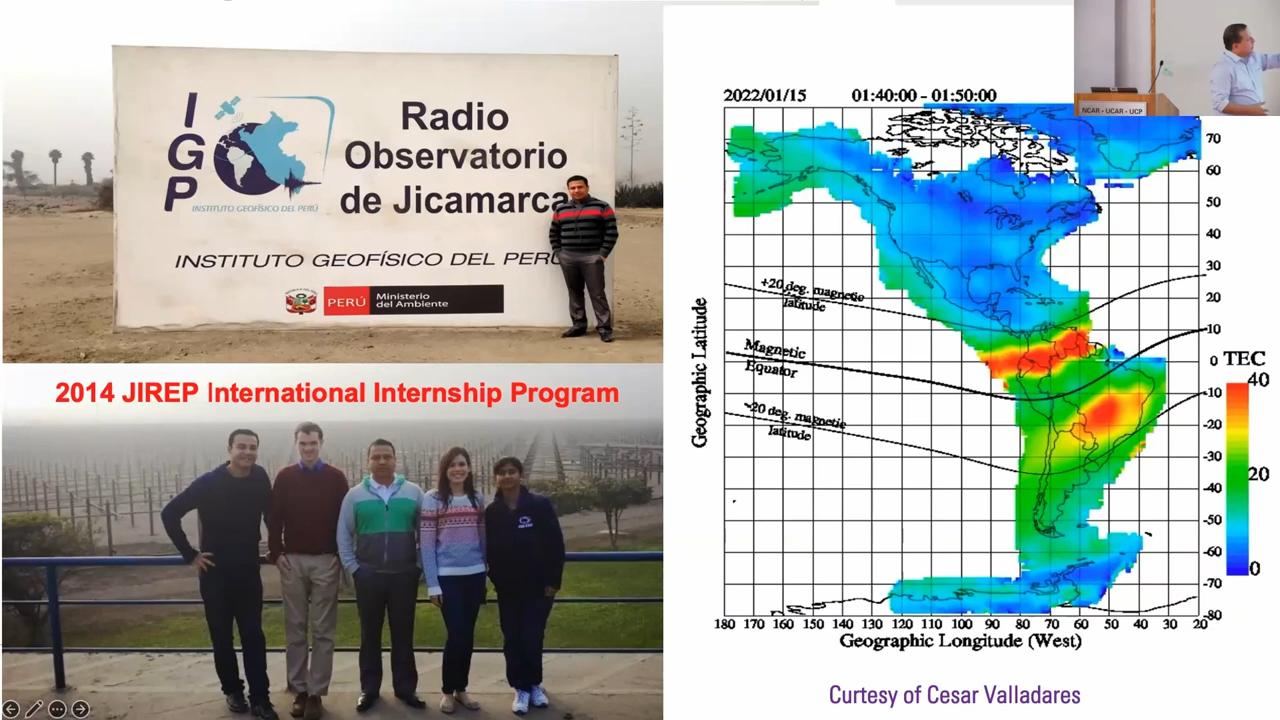 IGP
INSTITUTO GEOFÍSICO DEL PERÚ
Radio
Observatorio
de Jicamarca
INSTITUTO GEOFÍSICO DEL PERÚ
PERÚ
Ministerio
del Ambiente
2014 JIREP International Internship Program
NCAR • UCAR • UCP
2022/01/15 01:40:00 - 01:50:00
Geographic Latitude
+20 deg. magnetic
latitude
Magnetic
Equator
-20 deg. magnetic
latitude
70
60
50
40
30
20
10
0
-10
-20
-30
-40
-50
-60
-70
-80
TEC
40
20
0
180 170 160 150 140 130 120 110 100 90 80 70 60 50 40 30 20
Geographic Longitude (West)
Curtesy of Cesar Valladares